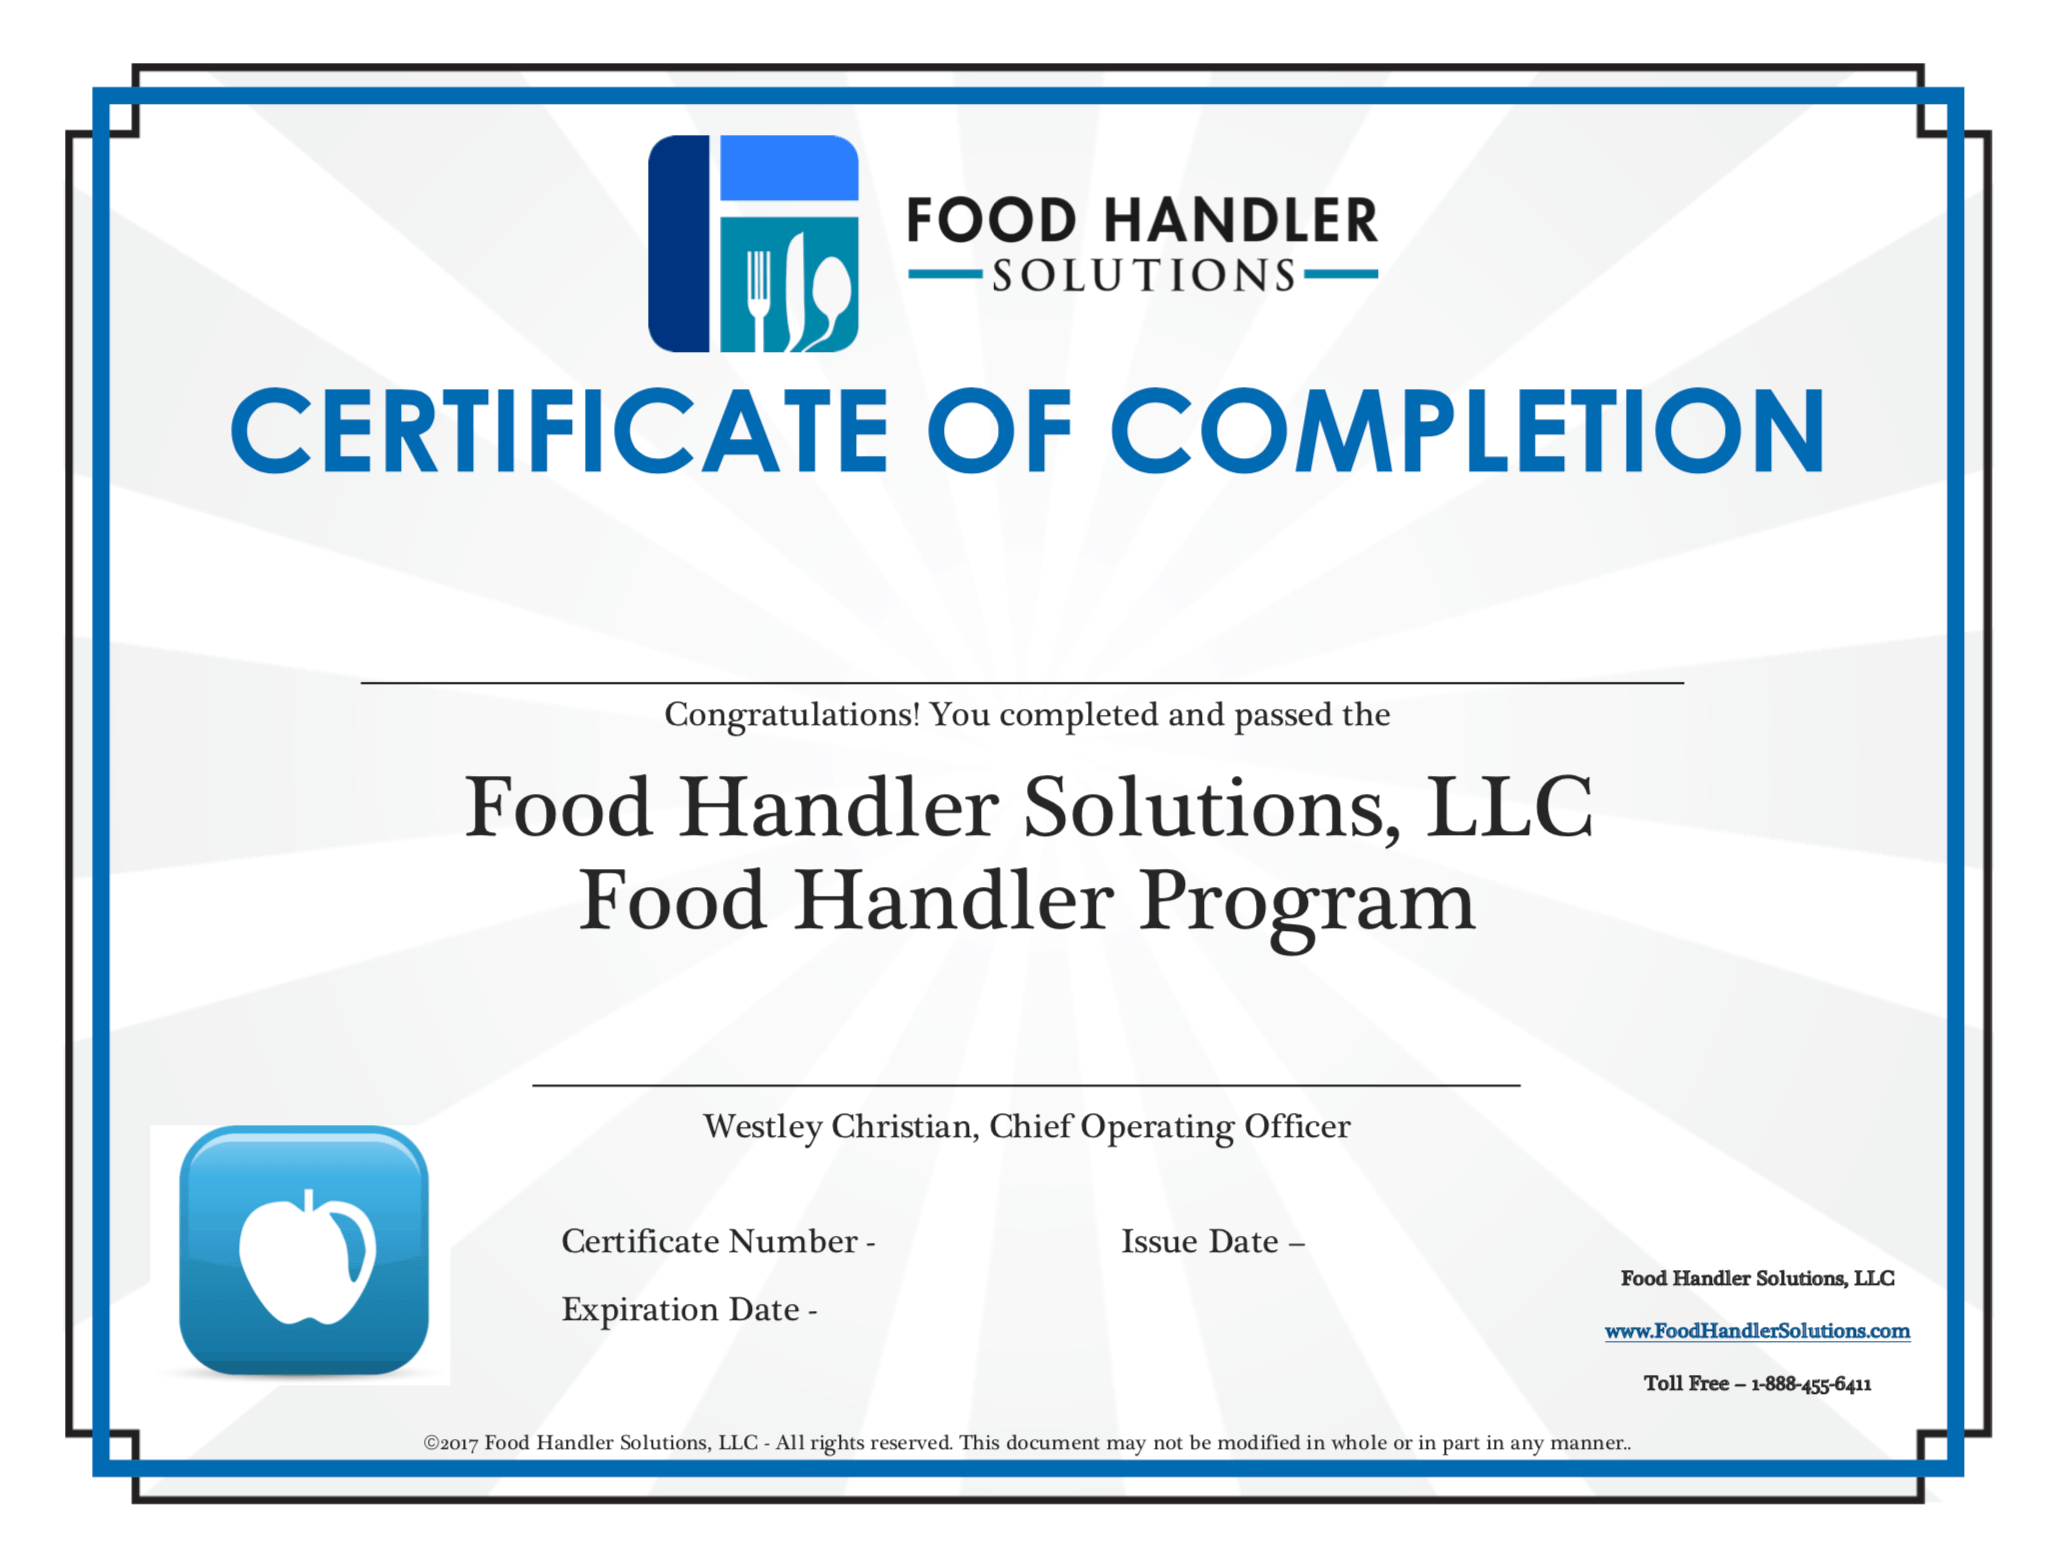 FOOD HANDLER
SOLUTIONS
CERTIFICATE OF COMPLETION
Congratulations! You completed and passed the
Food Handler Solutions, LLC
Food Handler Program
Westley Christian, Chief Operating Officer
Certificate Number -
Issue Date –
Expiration Date -
Food Handler Solutions, LLC
www.FoodHandlerSolutions.com
Toll Free – 1-888-455-6411
©2017 Food Handler Solutions, LLC - All rights reserved. This document may not be modified in whole or in part in any manner..